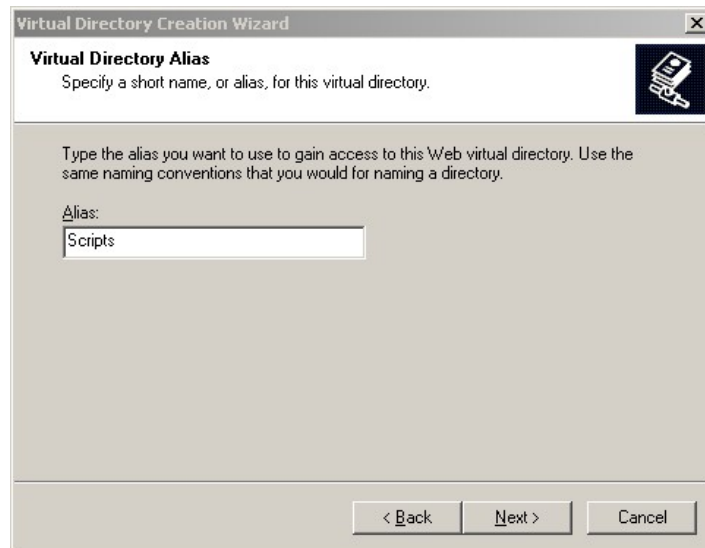 Virtual Directory Creation Wizard
Virtual Directory Alias
Specify a short name, or alias, for this virtual directory.
Type the alias you want to use to gain access to this Web virtual directory. Use the
same naming conventions that you would for naming a directory.
Alias:
Scripts
< Back Next > Cancel